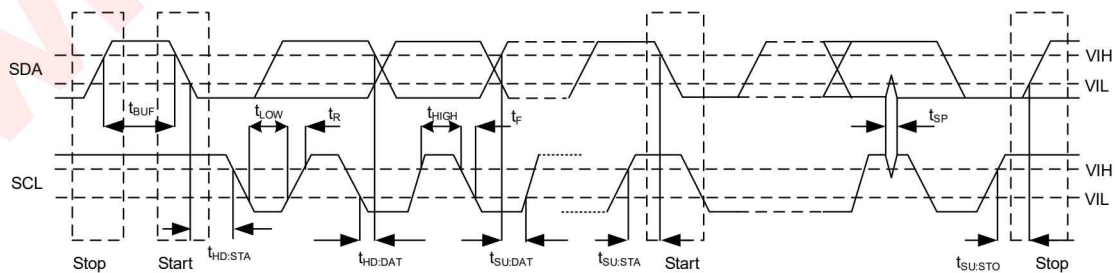 SDA
VIH
VIL
tBUF
tLOW
tR
tHIGH
tF
tSP
SCL
VIH
VIL
tHD:STA
tHD:DAT
tSU:DAT
tSU:STA
tSU:STO
Stop
Start
Start
Stop